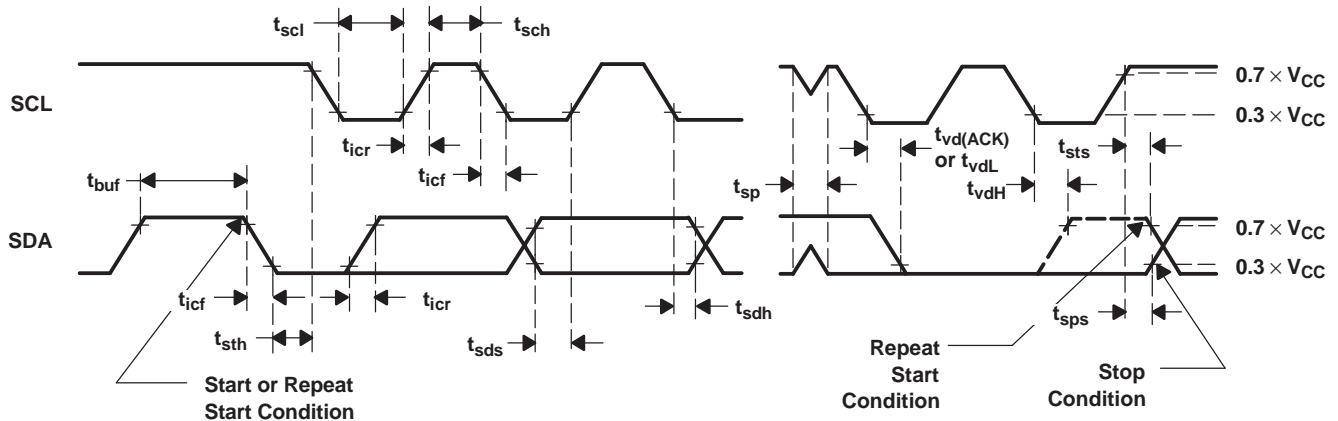 tscl
tsch
SCL
0.7 × VCC
0.3 × VCC
ticr
ticf
tbuf
tsp
tvd(ACK)
or tvdL
tsts
tvdH
SDA
0.7 × VCC
0.3 × VCC
ticf
ticr
tsth
tsds
tsdh
tsps
Start or Repeat
Start Condition
Repeat
Start
Condition
Stop
Condition